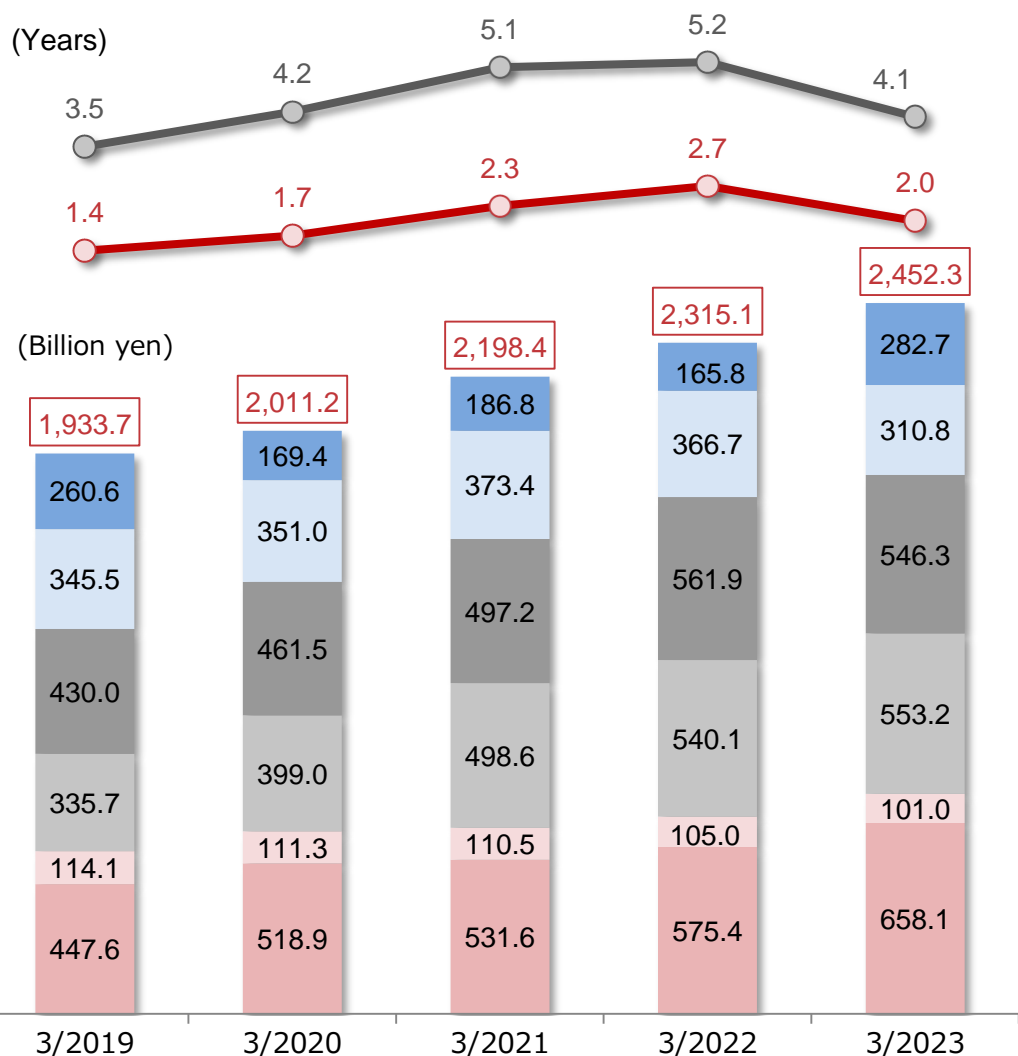 (Years)
3.5 4.2 5.1 5.2 4.1
1.4 1.7 2.3 2.7 2.0
(Billion yen)
1,933.7 2,011.2 2,198.4 2,315.1 2,452.3
260.6 169.4 186.8 165.8 282.7
345.5 351.0 373.4 366.7 310.8
430.0 461.5 497.2 561.9 546.3
335.7 399.0 498.6 540.1 553.2
114.1 111.3 110.5 105.0 101.0
447.6 518.9 531.6 575.4 658.1
3/2019 3/2020 3/2021 3/2022 3/2023